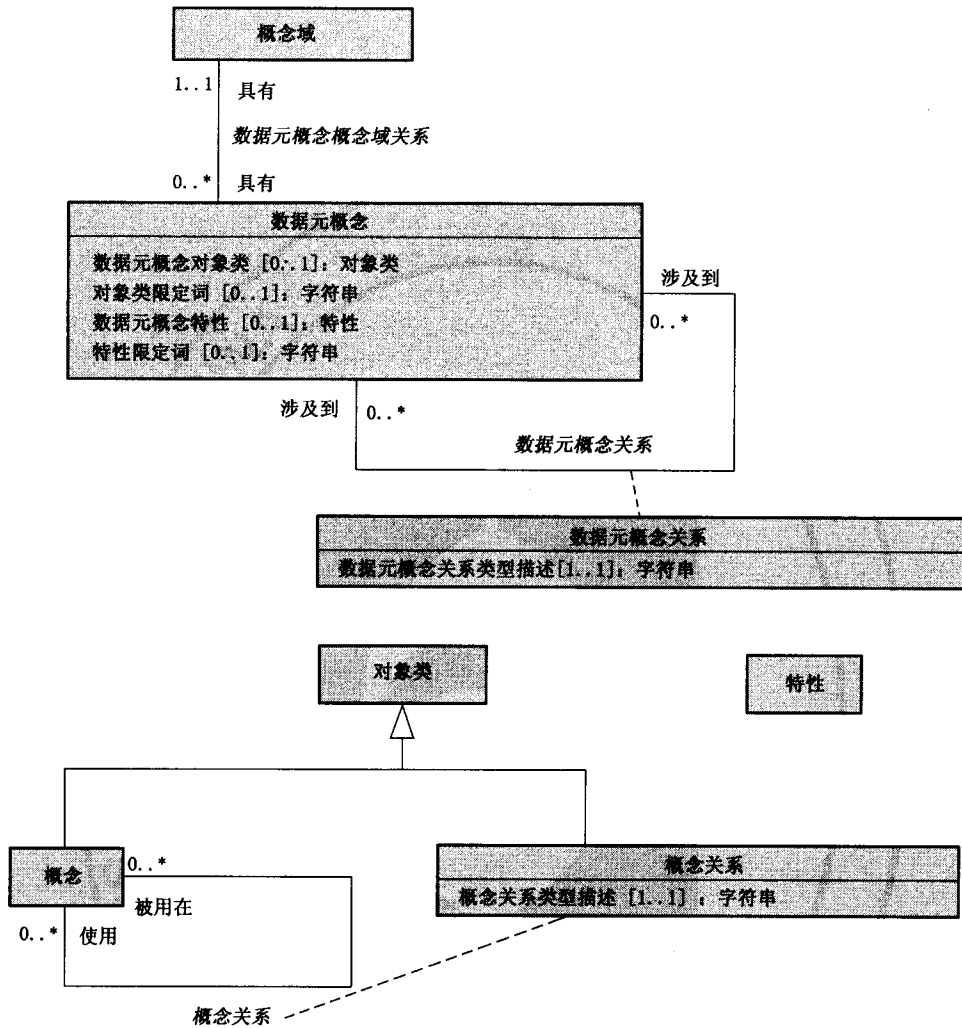 概念域
1..1
具有
数据元概念概念域关系
0..*
具有
数据元概念
数据元概念对象类 [0..1]：对象类
对象类限定词 [0..1]：字符串
数据元概念特性 [0..1]：特性
特性限定词 [0..1]：字符串
涉及到
0..*
涉及到
0..*
数据元概念关系
数据元概念关系
数据元概念关系类型描述[1..1]：字符串
对象类
特性
概念
0..*
被用在
0..*
使用
概念关系
概念关系类型描述 [1..1]：字符串
概念关系